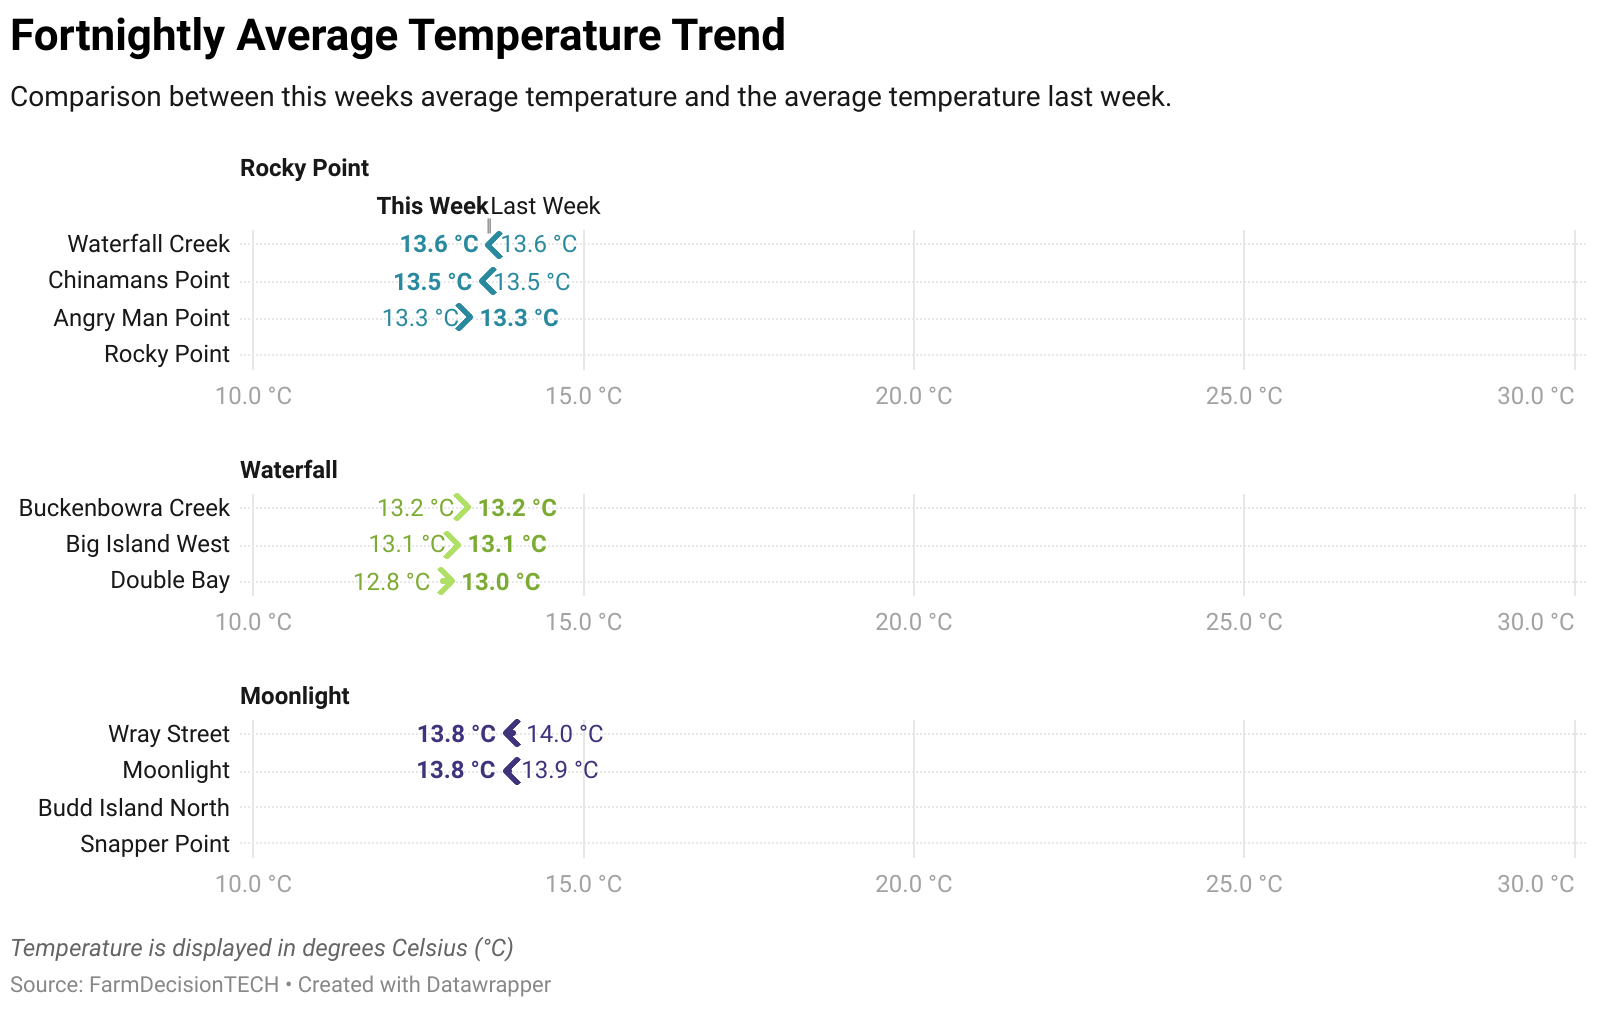 Fortnightly Average Temperature Trend
Comparison between this weeks average temperature and the average temperature last week.
Rocky Point
This Week Last Week
Waterfall Creek 13.6 °C 13.6 °C
Chinamans Point 13.5 °C 13.5 °C
Angry Man Point 13.3 °C 13.3 °C
Rocky Point
10.0 °C 15.0 °C 20.0 °C 25.0 °C 30.0 °C
Waterfall
Buckenbowra Creek 13.2 °C 13.2 °C
Big Island West 13.1 °C 13.1 °C
Double Bay 12.8 °C 13.0 °C
10.0 °C 15.0 °C 20.0 °C 25.0 °C 30.0 °C
Moonlight
Wray Street 13.8 °C 14.0 °C
Moonlight 13.8 °C 13.9 °C
Budd Island North
Snapper Point
10.0 °C 15.0 °C 20.0 °C 25.0 °C 30.0 °C
Temperature is displayed in degrees Celsius (°C)
Source: FarmDecisionTECH • Created with Datawrapper